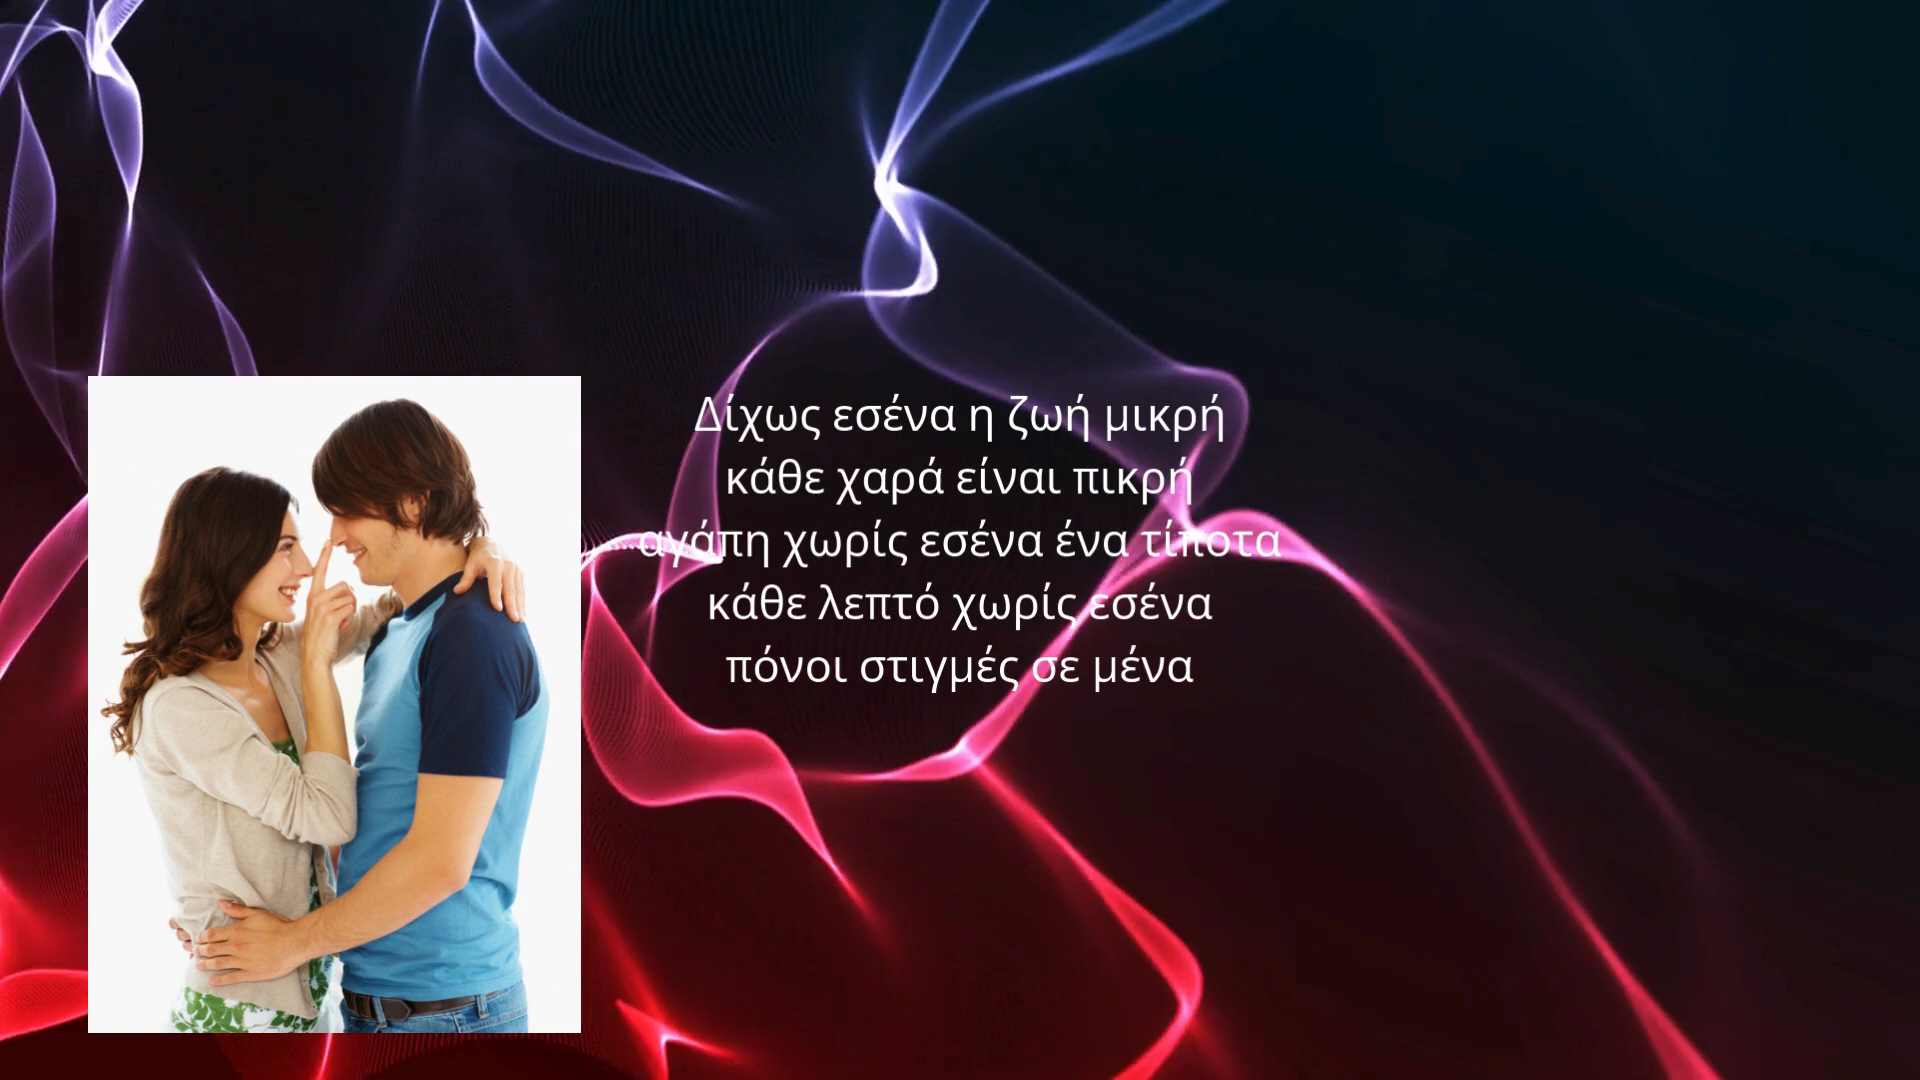 Δίχως εσένα η ζωή μικρή
κάθε χαρά είναι πικρή
αγάπη χωρίς εσένα ένα τίποτα
κάθε λεπτό χωρίς εσένα
πόνοι στιγμές σε μένα